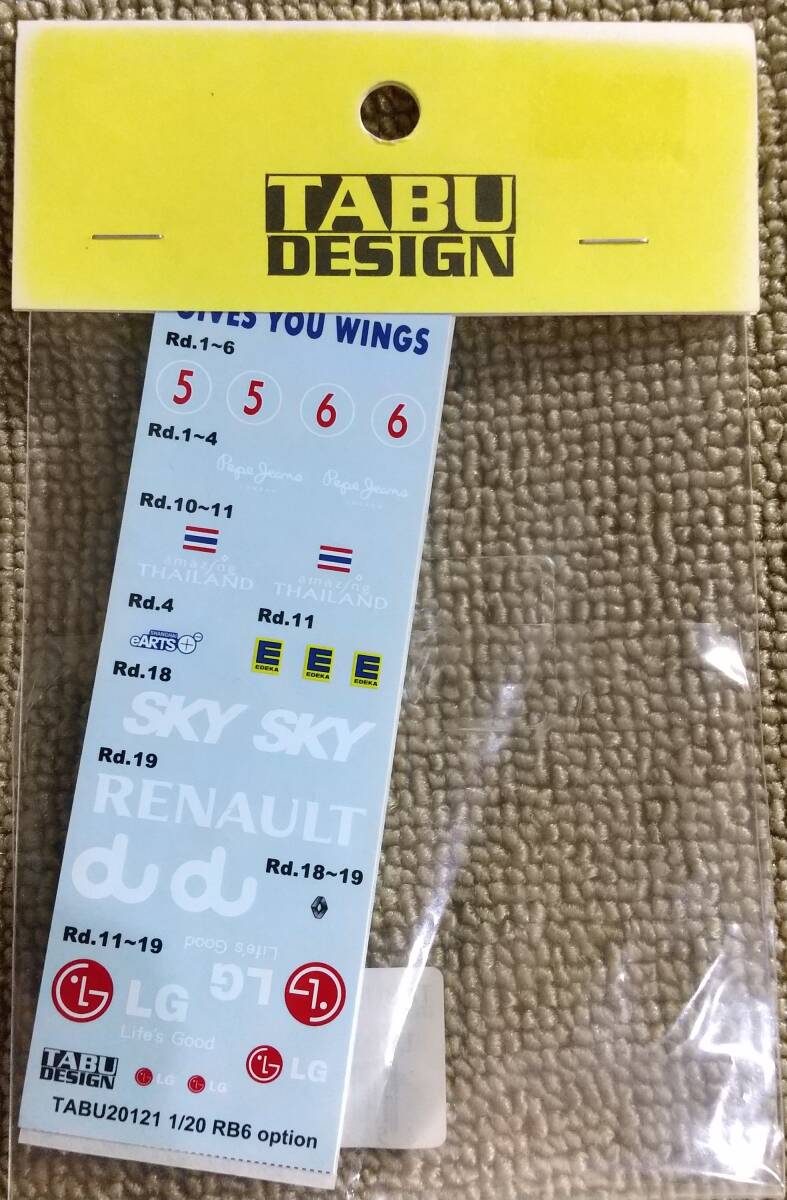 TABU
DESIGN
GIVES YOU WINGS
Rd.1~6
5 5 6 6
Rd.1~4
Pepe Jeans Pepe Jeans
Rd.10~11
amazing
THAILAND
amazing
THAILAND
Rd.4
SHANGHAI
eARTS
Rd.11
E E E
EDEKA EDEKA EDEKA
Rd.18
SKY SKY
Rd.19
RENAULT
du du
Rd.18~19
Rd.11~19
Life's Good
LG
LG
Life's Good
TABU
DESIGN
LG LG LG
TABU20121 1/20 RB6 option